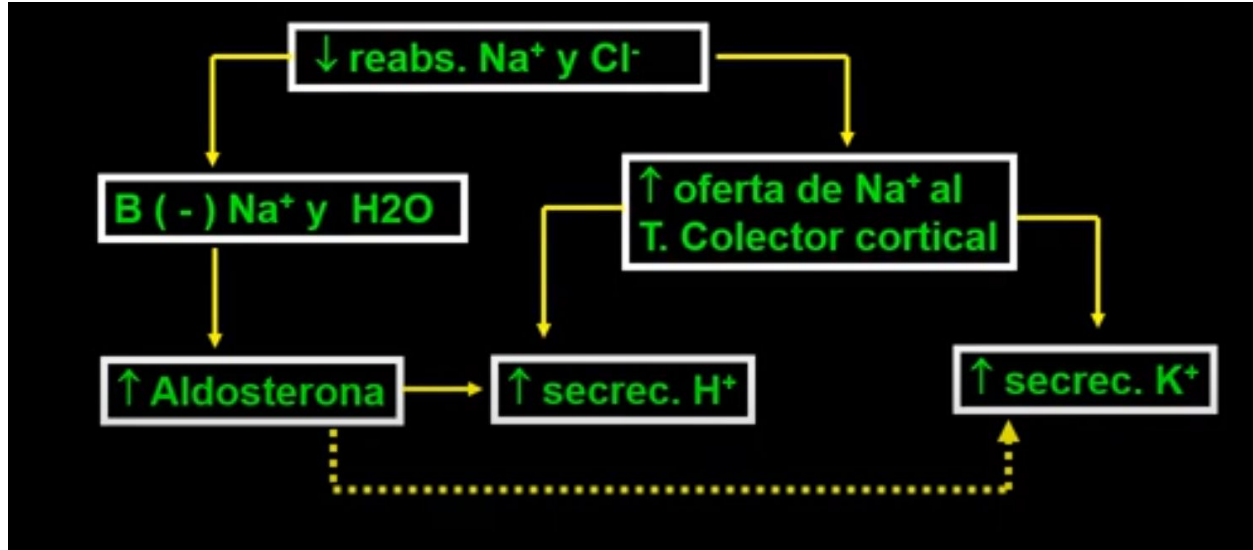 ↓ reabs. Na⁺ y Cl⁻
B ( - ) Na⁺ y H2O
↑ oferta de Na⁺ al
T. Colector cortical
↑ Aldosterona
↑ secrec. H⁺
↑ secrec. K⁺